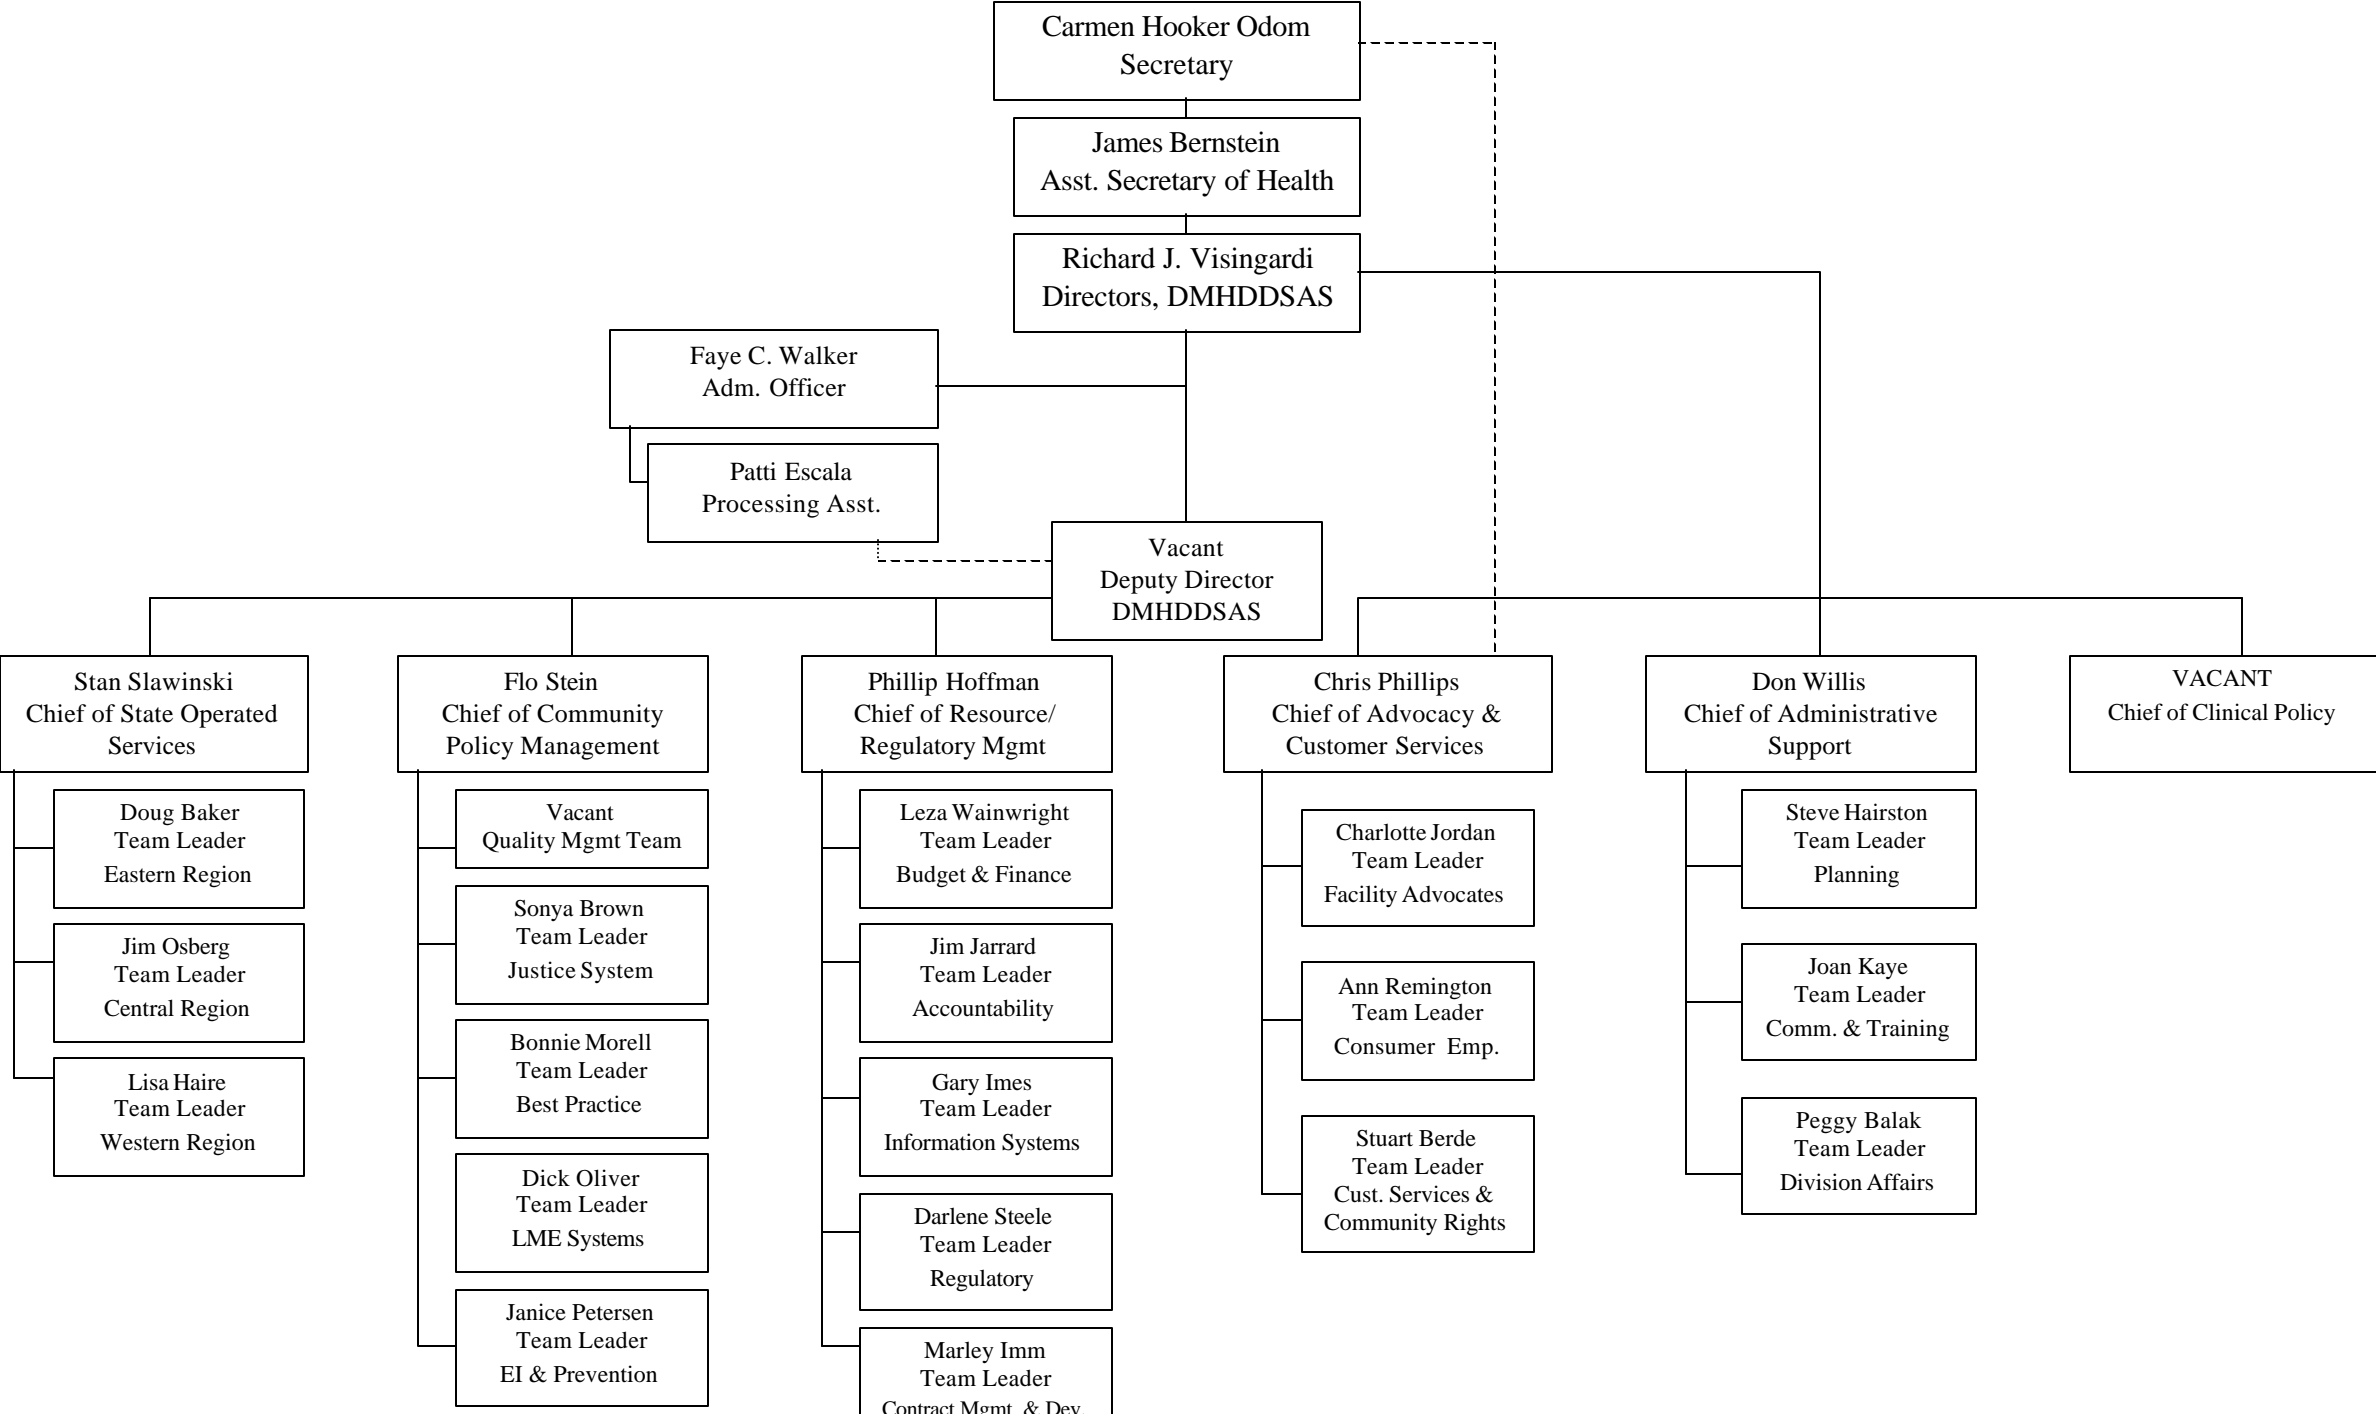 Carmen Hooker Odom
Secretary
James Bernstein
Asst. Secretary of Health
Richard J. Visingardi
Directors, DMHDDSAS
Faye C. Walker
Adm. Officer
Patti Escala
Processing Asst.
Vacant
Deputy Director
DMHDDSAS
Stan Slawinski
Chief of State Operated
Services
Doug Baker
Team Leader
Eastern Region
Jim Osberg
Team Leader
Central Region
Lisa Haire
Team Leader
Western Region
Flo Stein
Chief of Community
Policy Management
Vacant
Quality Mgmt Team
Sonya Brown
Team Leader
Justice System
Bonnie Morell
Team Leader
Best Practice
Dick Oliver
Team Leader
LME Systems
Janice Petersen
Team Leader
EI & Prevention
Phillip Hoffman
Chief of Resource/
Regulatory Mgmt
Leza Wainwright
Team Leader
Budget & Finance
Jim Jarrard
Team Leader
Accountability
Gary Imes
Team Leader
Information Systems
Darlene Steele
Team Leader
Regulatory
Marley Imm
Team Leader
Contract Mgmt. & Dev.
Chris Phillips
Chief of Advocacy &
Customer Services
Charlotte Jordan
Team Leader
Facility Advocates
Ann Remington
Team Leader
Consumer Emp.
Stuart Berde
Team Leader
Cust. Services &
Community Rights
Don Willis
Chief of Administrative
Support
Steve Hairston
Team Leader
Planning
Joan Kaye
Team Leader
Comm. & Training
Peggy Balak
Team Leader
Division Affairs
VACANT
Chief of Clinical Policy